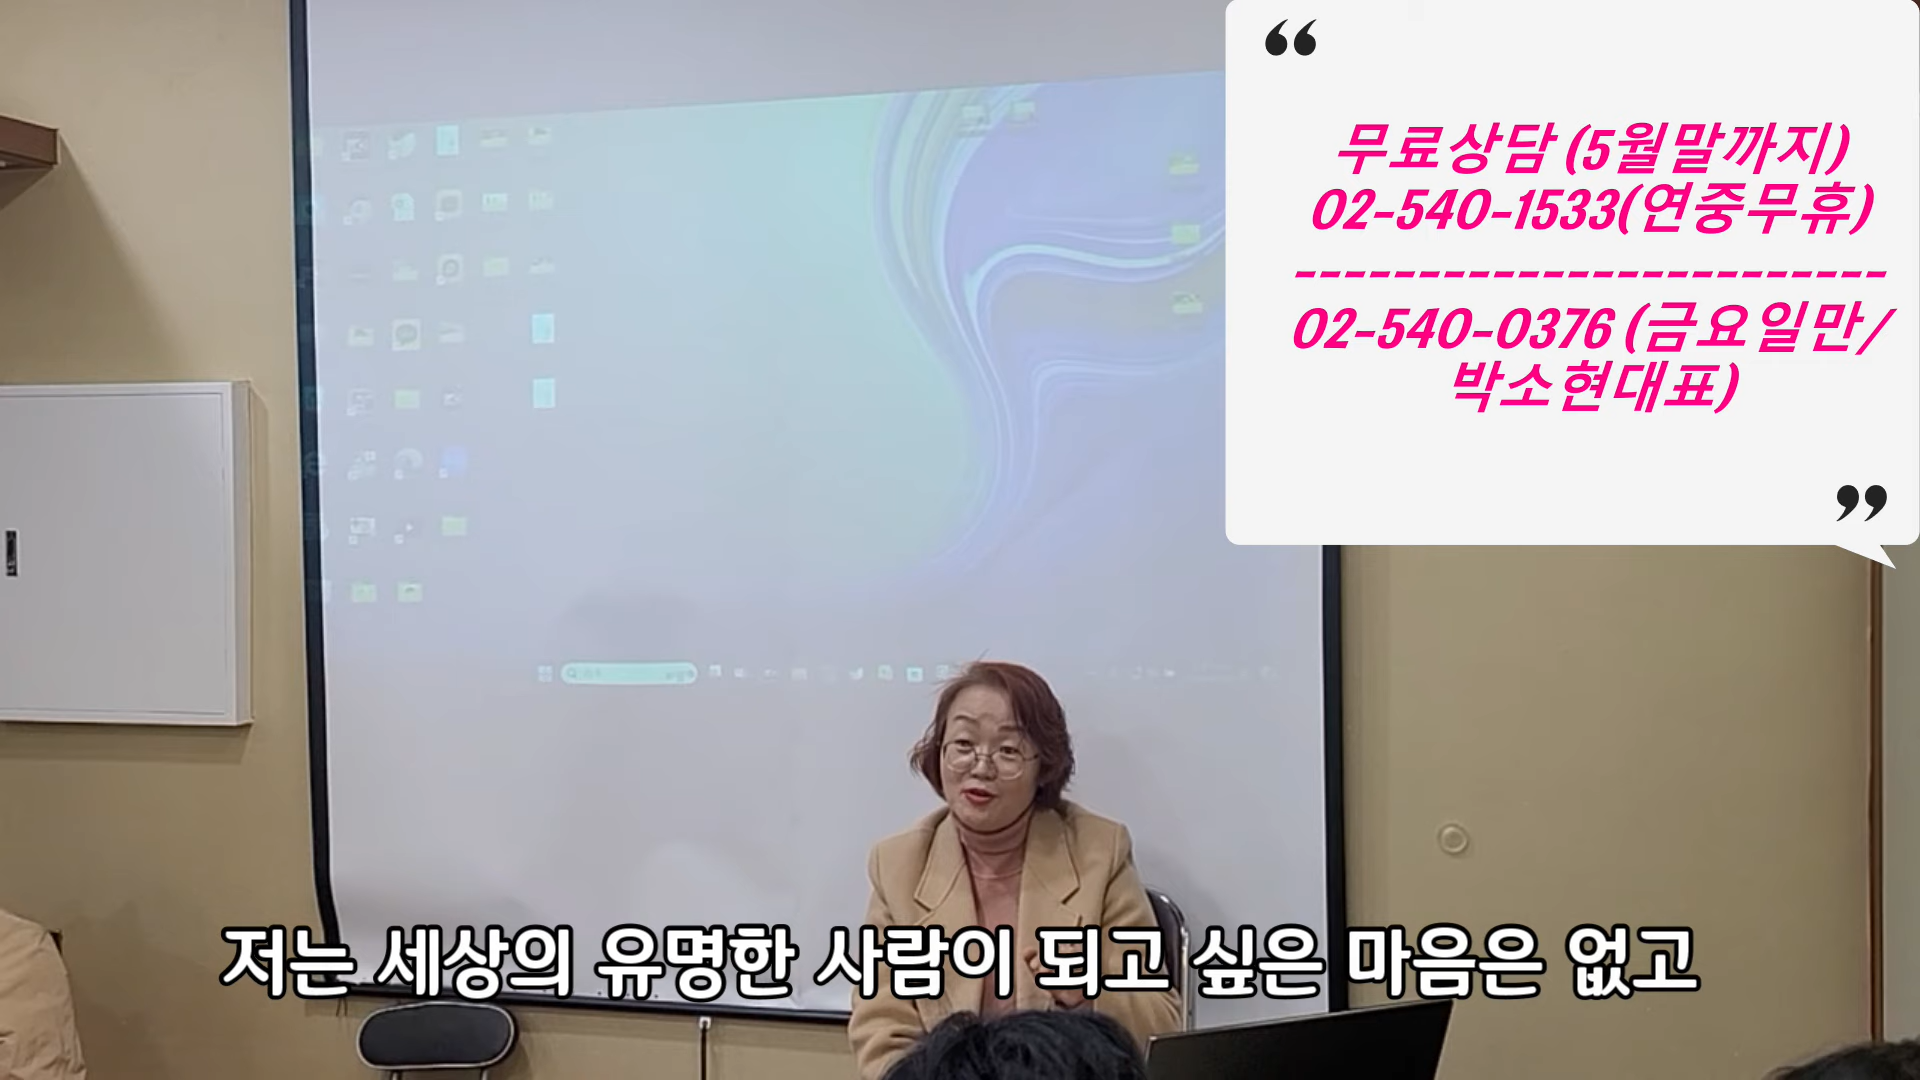 무료상담 (5월말까지)
02-540-1533(연중무휴)
------------------------
02-540-0376 (금요일만/
박소현대표)
저는 세상의 유명한 사람이 되고 싶은 마음은 없고